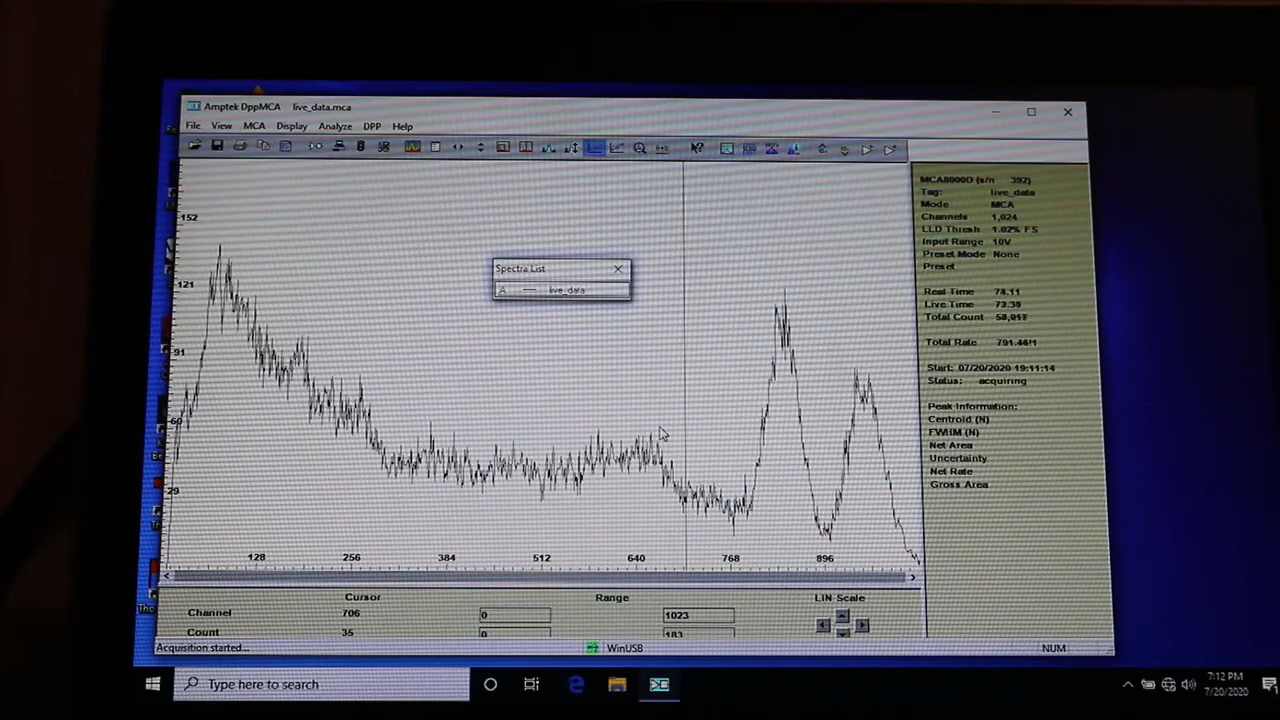 Amptek DppMCA live_data.mca
File View MCA Display Analyze DPP Help
152
121
91
60
29
128 256 384 512 640 768 896
Spectra List
A live_data
MCA8000D (s/n 392)
Tag: live_data
Mode MCA
Channels 1,024
LLD Thresh 1.02% FS
Input Range 10V
Preset Mode None
Preset
Real Time 74.11
Live Time 73.30
Total Count
Total Rate
Start: 07/20/2020 19:11:14
Status: acquiring
Peak Information:
Centroid (N)
FWHM (N)
Net Area
Uncertainty
Net Rate
Gross Area
Cursor Range LIN Scale
Channel 706 0 1023
Count 35 0 183
Acquisition started... WinUSB NUM
Type here to search
7:12 PM
7/20/2020